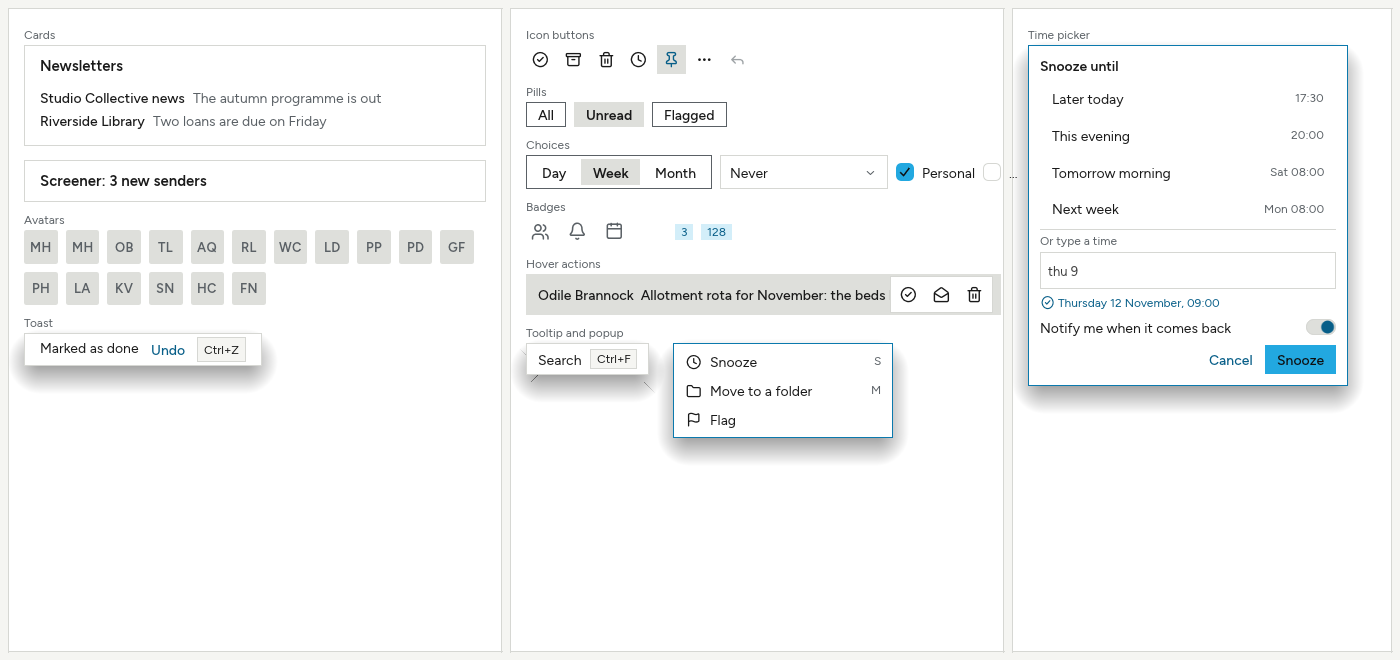 Cards
Newsletters
Studio Collective news The autumn programme is out
Riverside Library Two loans are due on Friday
Screener: 3 new senders
Avatars
MH MH OB TL AQ RL WC LD PP PD GF
PH LA KV SN HC FN
Toast
Marked as done Undo Ctrl+Z
Icon buttons
Pills
All Unread Flagged
Choices
Day Week Month Never Personal ...
Badges
3 128
Hover actions
Odile Brannock Allotment rota for November: the beds
Tooltip and popup
Search Ctrl+F
Snooze S
Move to a folder M
Flag
Time picker
Snooze until
Later today 17:30
This evening 20:00
Tomorrow morning Sat 08:00
Next week Mon 08:00
Or type a time
thu 9
Thursday 12 November, 09:00
Notify me when it comes back
Cancel Snooze